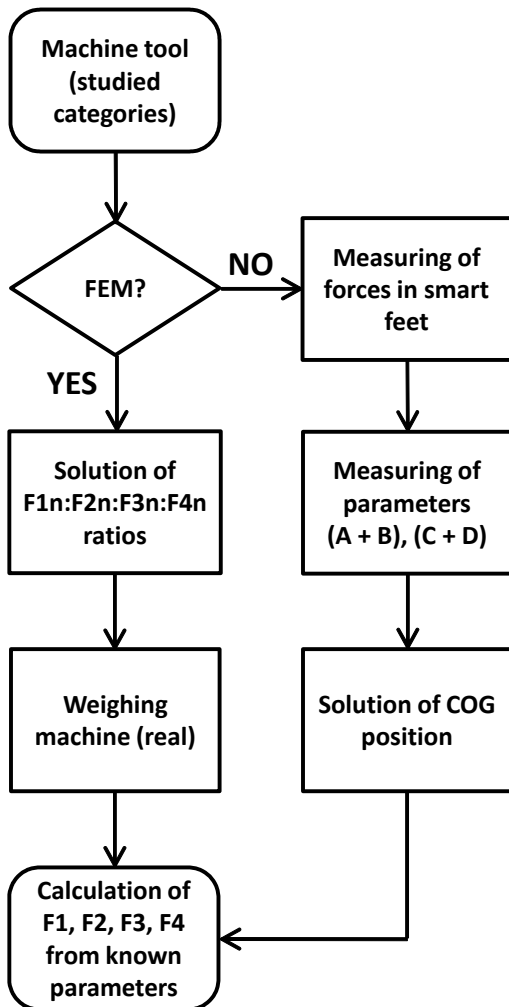 Machine tool
(studied
categories)
FEM?
NO
YES
Measuring of
forces in smart
feet
Solution of
F1n:F2n:F3n:F4n
ratios
Measuring of
parameters
(A + B), (C + D)
Weighing
machine (real)
Solution of COG
position
Calculation of
F1, F2, F3, F4
from known
parameters